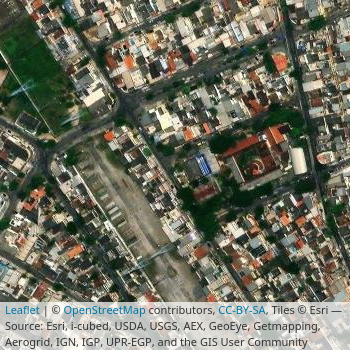 Leaflet | © OpenStreetMap contributors, CC-BY-SA, Tiles © Esri —
Source: Esri, i-cubed, USDA, USGS, AEX, GeoEye, Getmapping,
Aerogrid, IGN, IGP, UPR-EGP, and the GIS User Community